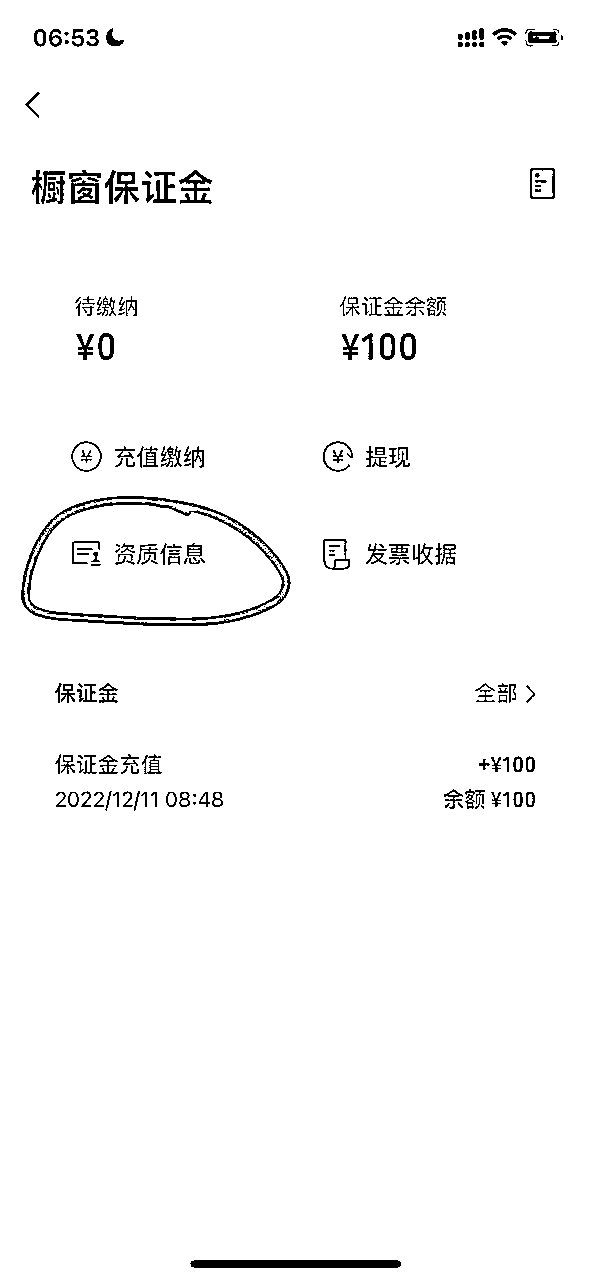 06:53
橱窗保证金
待缴纳 保证金余额
¥0 ¥100
充值缴纳 提现
资质信息 发票收据
保证金 全部
保证金充值 +¥100
2022/12/11 08:48 余额 ¥100